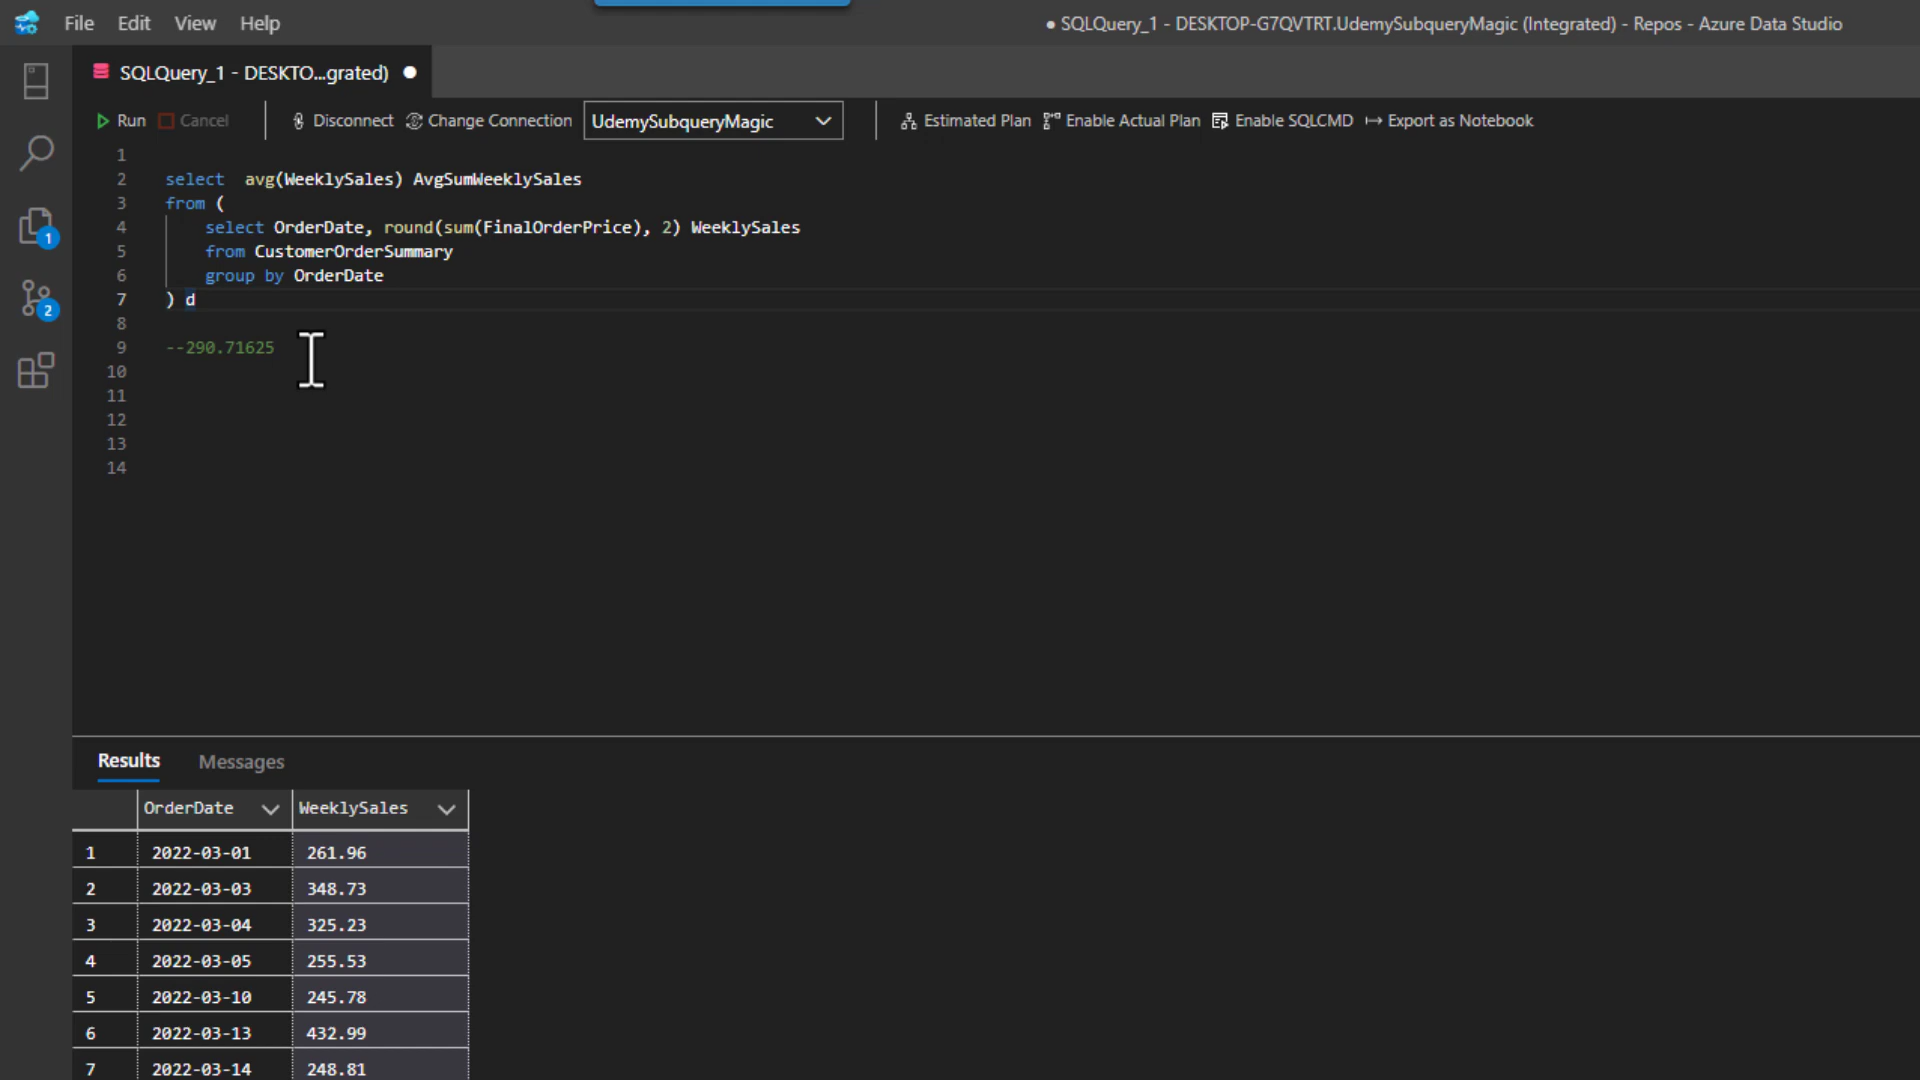 File Edit View Help
● SQLQuery_1 - DESKTOP-G7QVTRT.UdemySubqueryMagic (Integrated) - Repos - Azure Data Studio
SQLQuery_1 - DESKTO...grated) ●
Run Cancel Disconnect Change Connection UdemySubqueryMagic Estimated Plan Enable Actual Plan Enable SQLCMD Export as Notebook
1
2 select  avg(WeeklySales) AvgSumWeeklySales
3 from (
4     select OrderDate, round(sum(FinalOrderPrice), 2) WeeklySales
5     from CustomerOrderSummary
6     group by OrderDate
7 ) d
8
9 --290.71625
10
11
12
13
14
1
2
Results Messages
OrderDate WeeklySales
1 2022-03-01 261.96
2 2022-03-03 348.73
3 2022-03-04 325.23
4 2022-03-05 255.53
5 2022-03-10 245.78
6 2022-03-13 432.99
7 2022-03-14 248.81